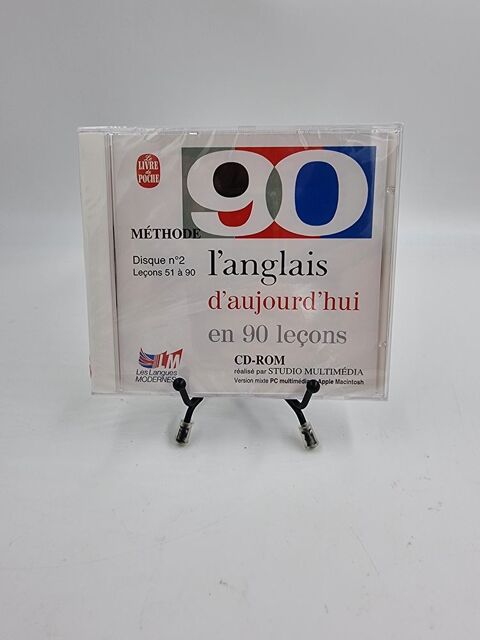 Le
LIVRE
de
POCHE
90
MÉTHODE
Disque n°2
Leçons 51 à 90
l'anglais
d'aujourd'hui
en 90 leçons
CD-ROM
réalisé par STUDIO MULTIMÉDIA
Version mixte PC multimédia Apple Macintosh
LM
Les Langues
MODERNES